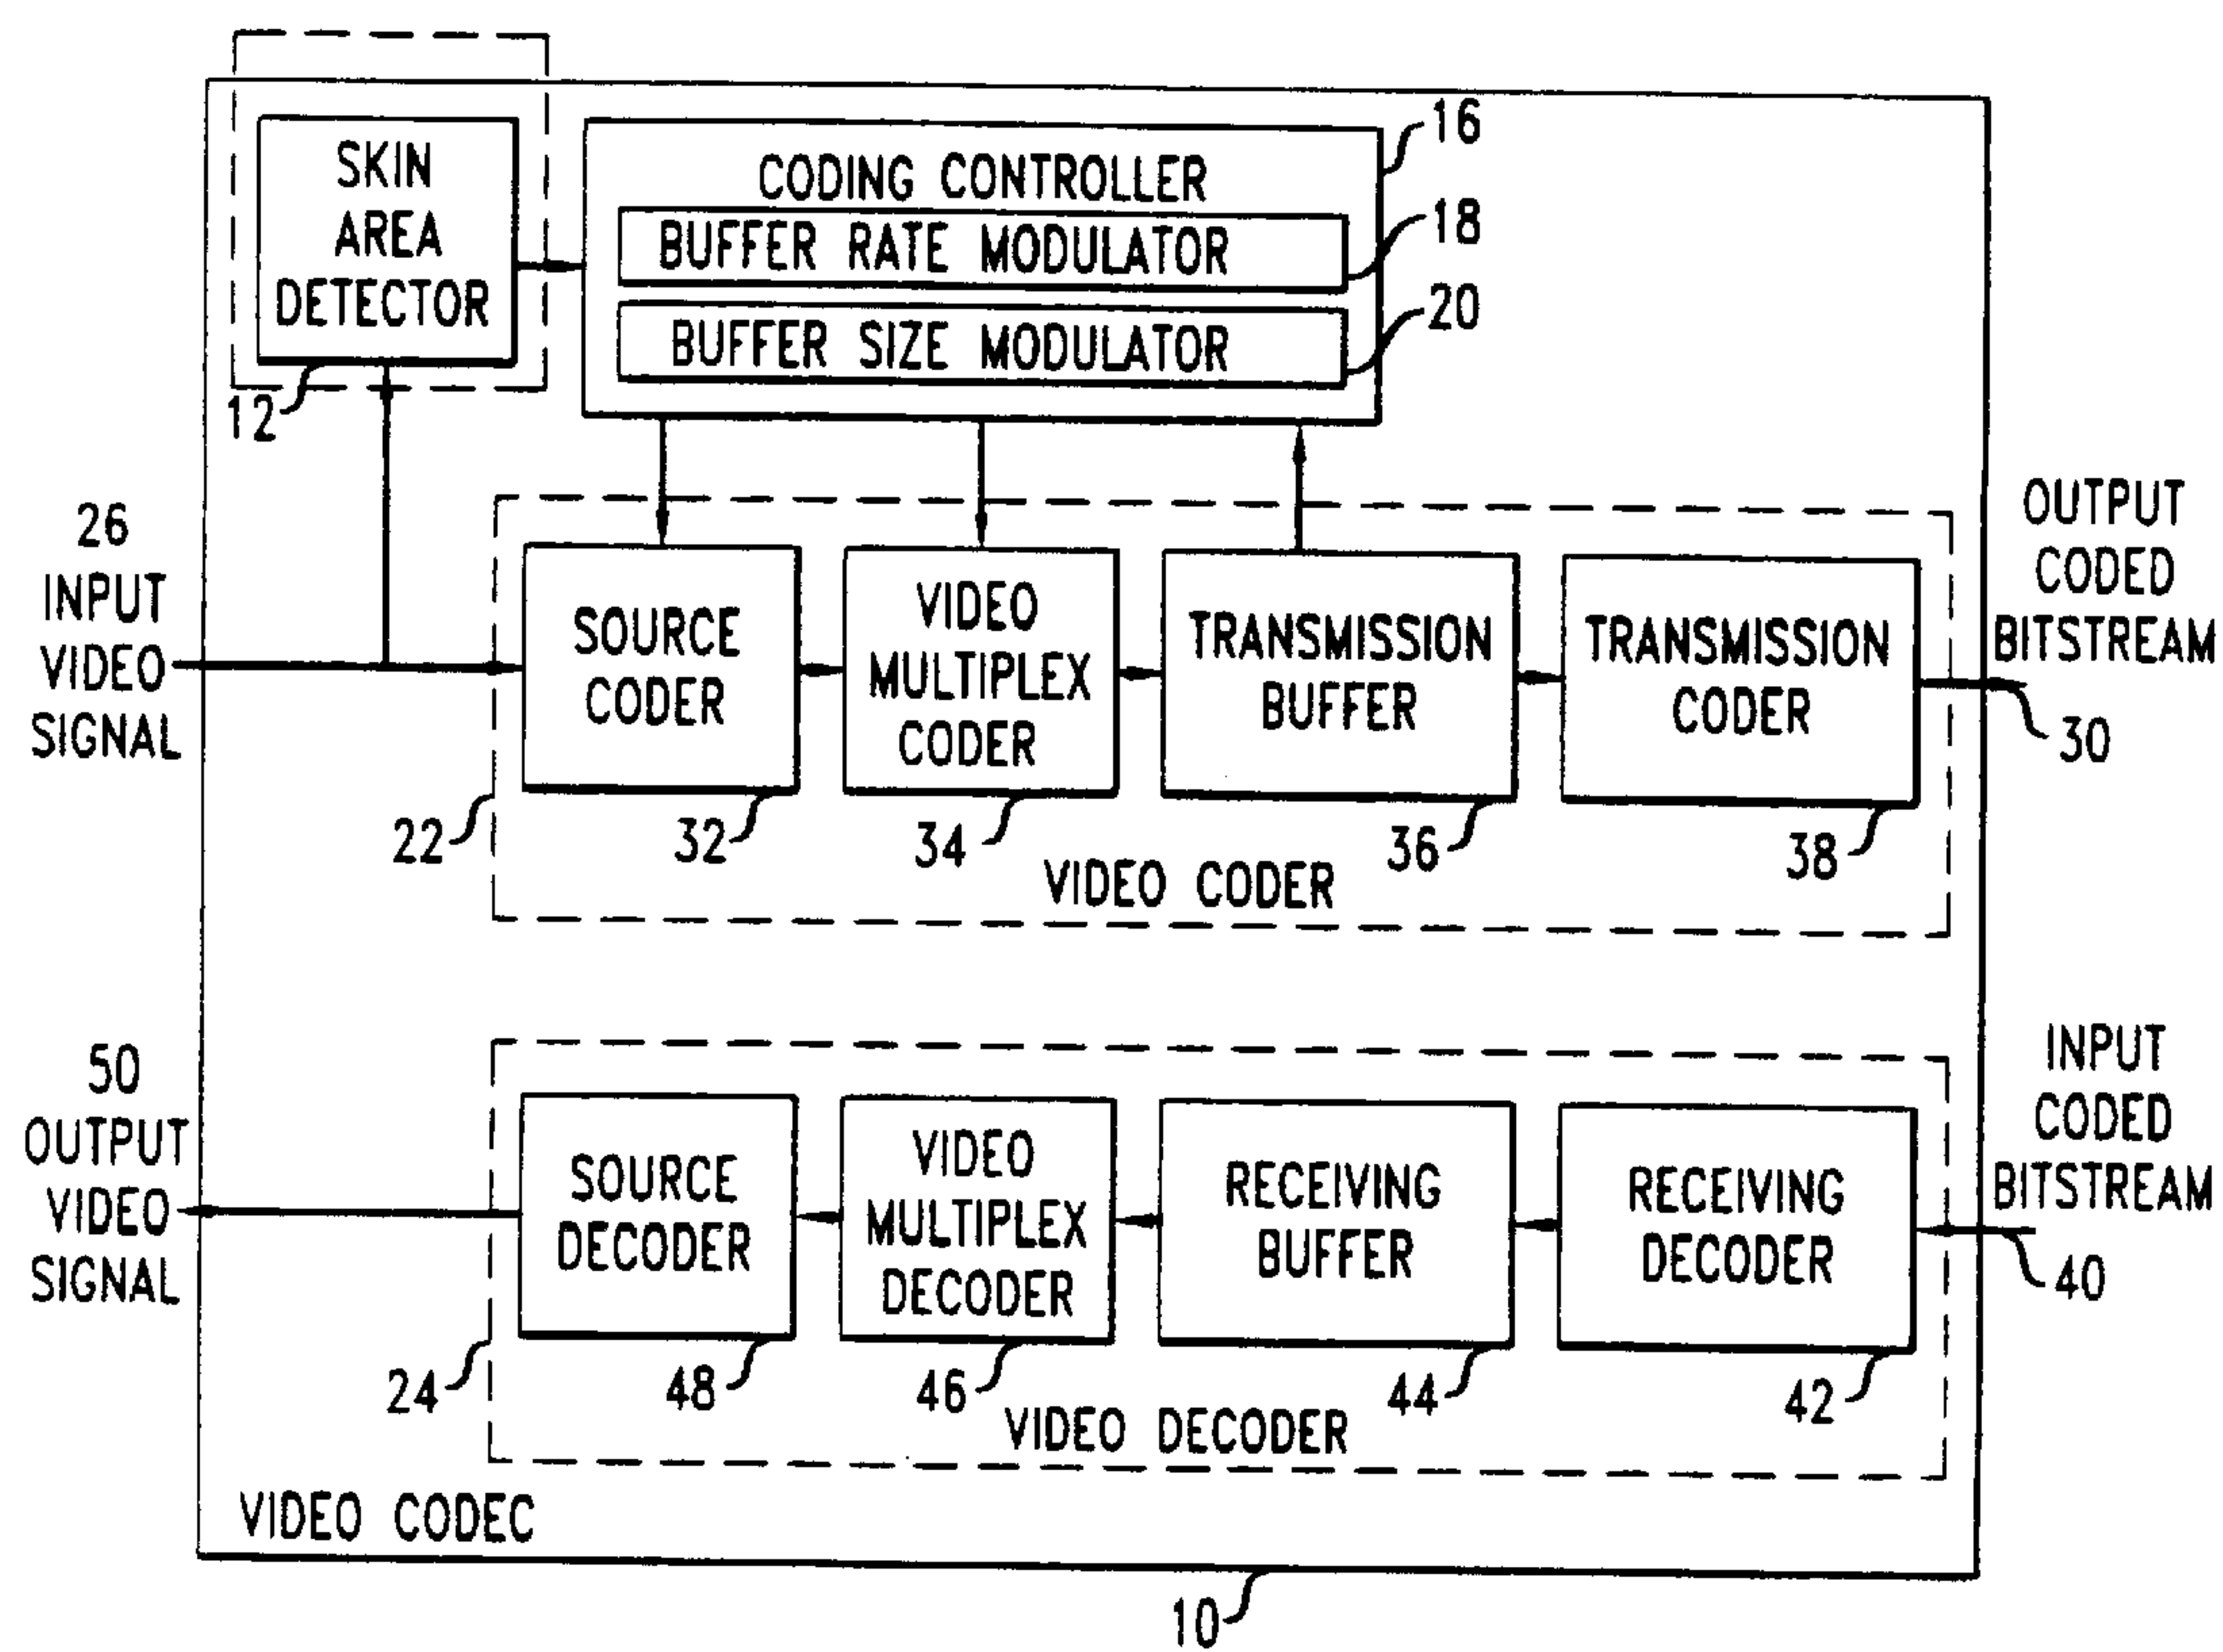 SKIN
AREA
DETECTOR
12
CODING CONTROLLER
16
BUFFER RATE MODULATOR
18
BUFFER SIZE MODULATOR
20
26
INPUT
VIDEO
SIGNAL
SOURCE
CODER
32
VIDEO
MULTIPLEX
CODER
34
TRANSMISSION
BUFFER
36
TRANSMISSION
CODER
38
22
VIDEO CODER
OUTPUT
CODED
BITSTREAM
30
50
OUTPUT
VIDEO
SIGNAL
SOURCE
DECODER
48
VIDEO
MULTIPLEX
DECODER
46
RECEIVING
BUFFER
44
RECEIVING
DECODER
42
24
VIDEO DECODER
INPUT
CODED
BITSTREAM
40
VIDEO CODEC
10